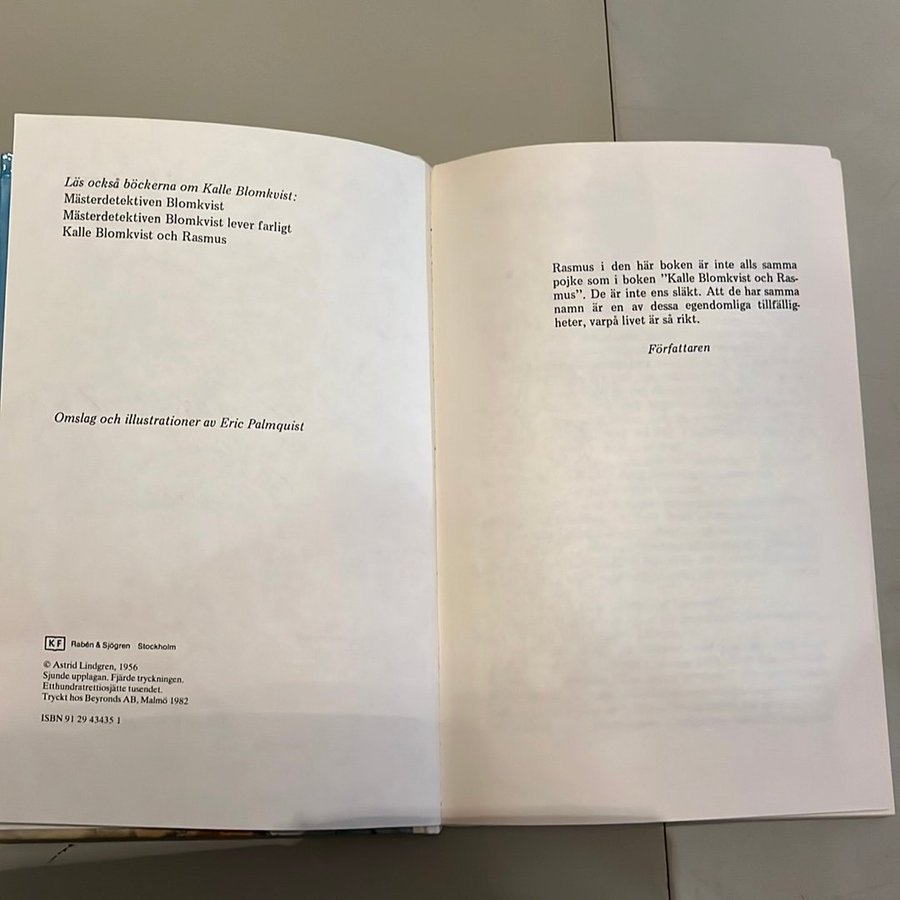 Läs också böckerna om Kalle Blomkvist:
Mästerdetektiven Blomkvist
Mästerdetektiven Blomkvist lever farligt
Kalle Blomkvist och Rasmus
Omslag och illustrationer av Eric Palmquist
KF Rabén & Sjögren Stockholm
© Astrid Lindgren, 1956
Sjunde upplagan. Fjärde tryckningen.
Etthundratrettiosjätte tusendet.
Tryckt hos Beyronds AB, Malmö 1982
ISBN 91 29 43435 1
Rasmus i den här boken är inte alls samma
pojke som i boken ”Kalle Blomkvist och Ras-
mus”. De är inte ens släkt. Att de har samma
namn är en av dessa egendomliga tillfällig-
heter, varpå livet är så rikt.
Författaren